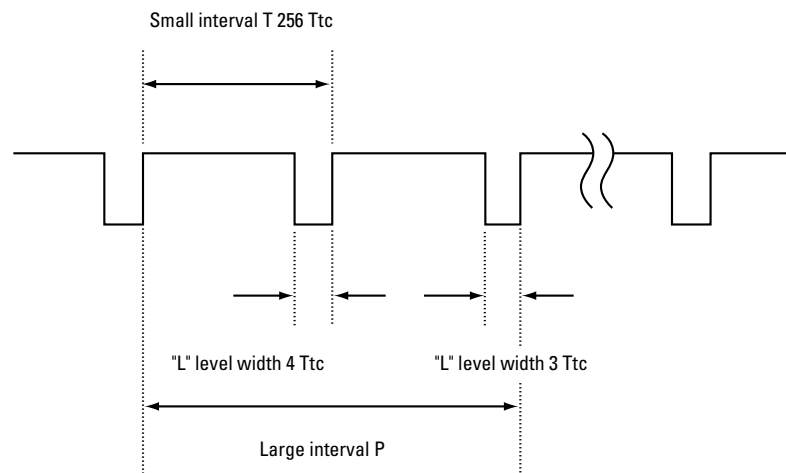 Small interval T 256 Ttc
"L" level width 4 Ttc
"L" level width 3 Ttc
Large interval P